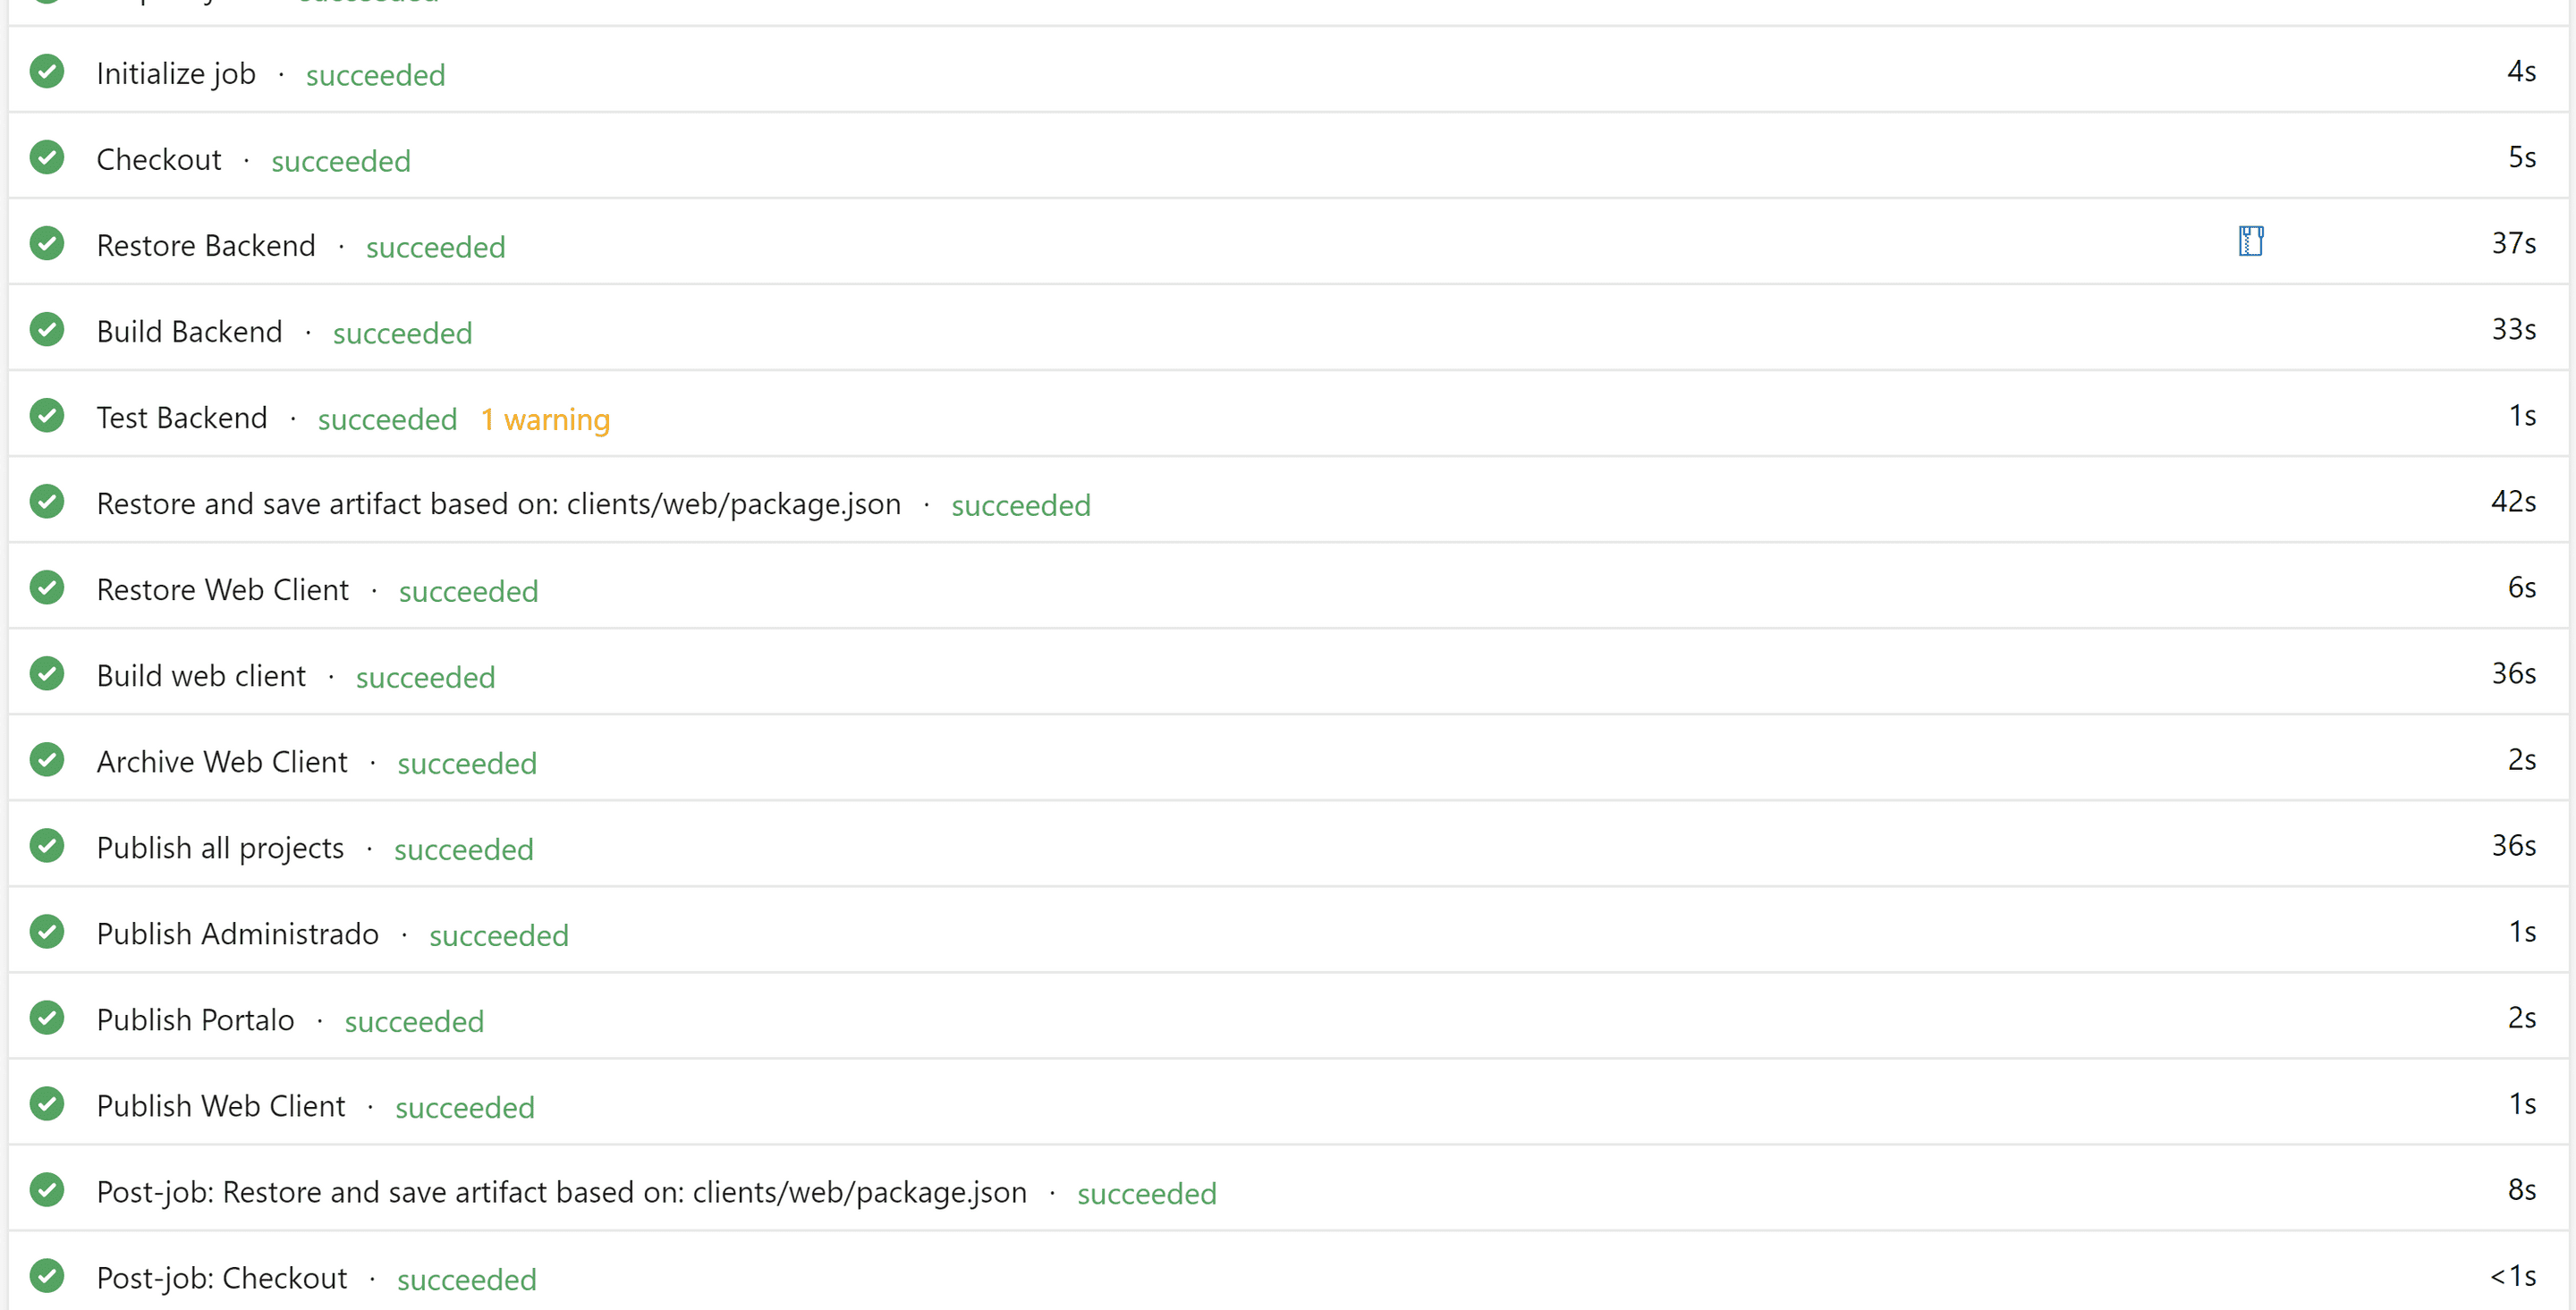 succeeded
Initialize job · succeeded 4s
Checkout · succeeded 5s
Restore Backend · succeeded 37s
Build Backend · succeeded 33s
Test Backend · succeeded 1 warning 1s
Restore and save artifact based on: clients/web/package.json · succeeded 42s
Restore Web Client · succeeded 6s
Build web client · succeeded 36s
Archive Web Client · succeeded 2s
Publish all projects · succeeded 36s
Publish Administrado · succeeded 1s
Publish Portalo · succeeded 2s
Publish Web Client · succeeded 1s
Post-job: Restore and save artifact based on: clients/web/package.json · succeeded 8s
Post-job: Checkout · succeeded <1s